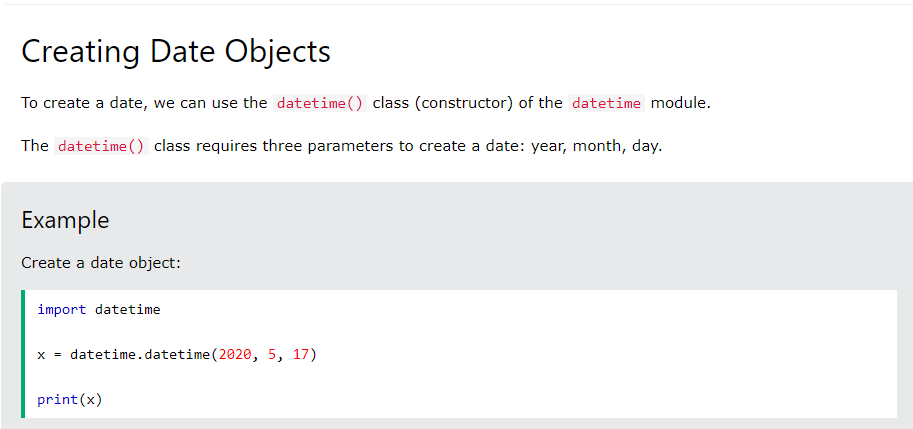 Creating Date Objects
To create a date, we can use the datetime() class (constructor) of the datetime module.
The datetime() class requires three parameters to create a date: year, month, day.
Example
Create a date object:
import datetime
x = datetime.datetime(2020, 5, 17)
print(x)